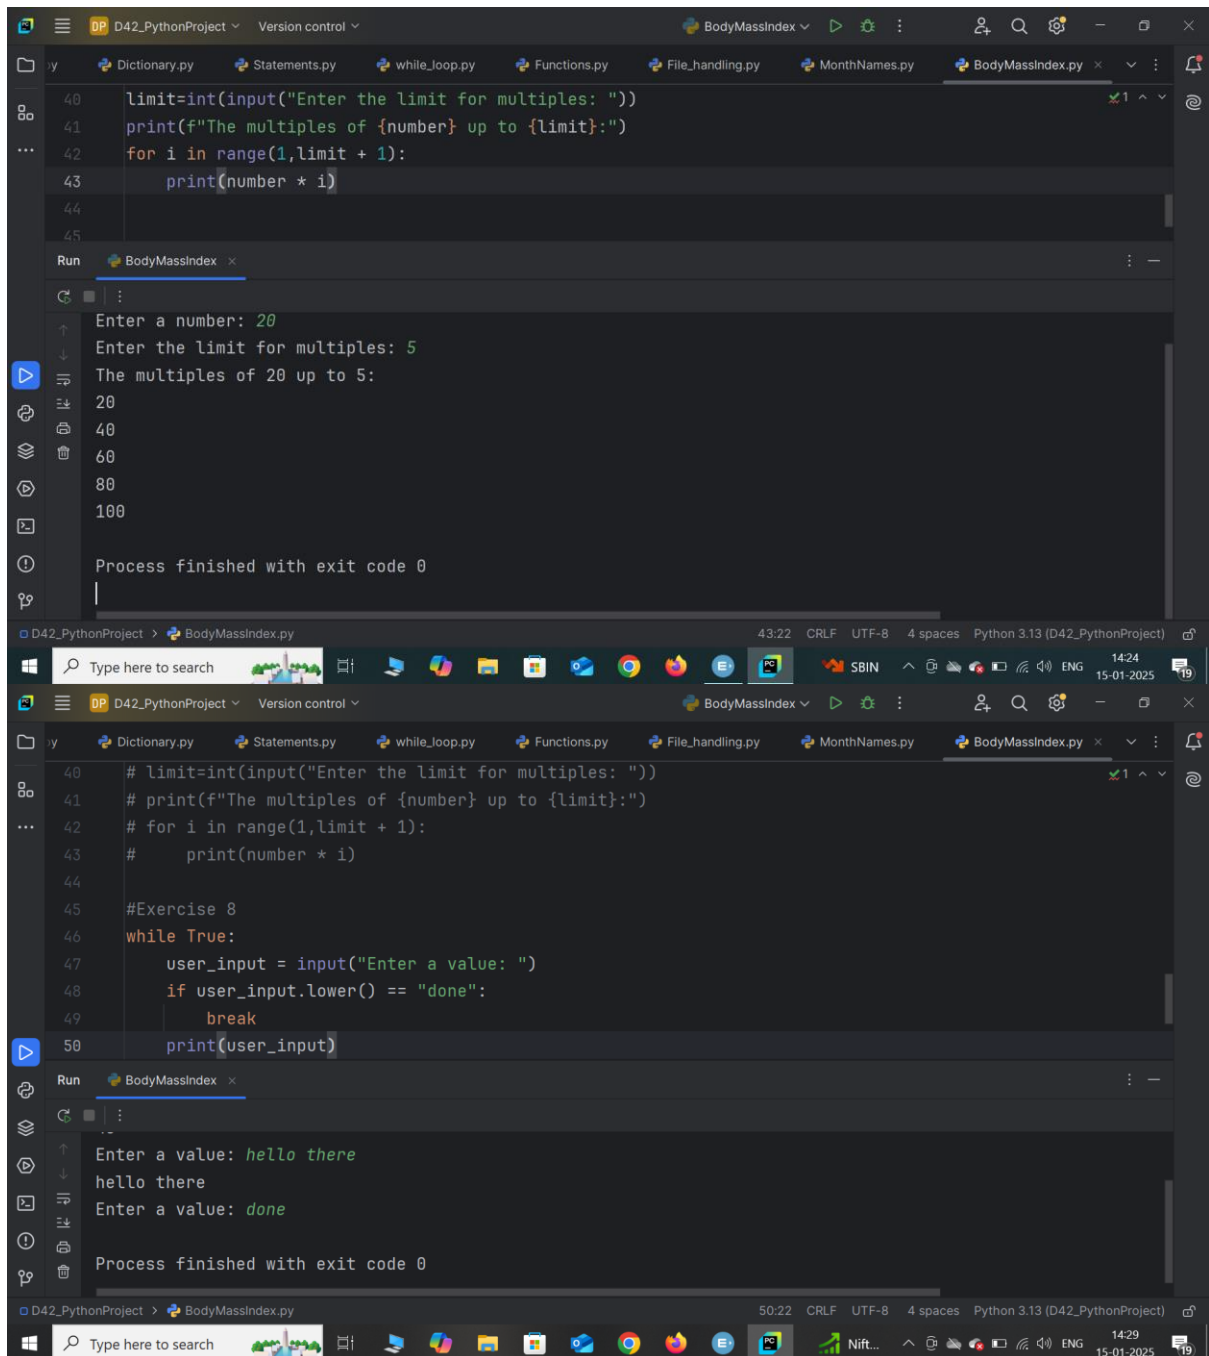 DP D42_PythonProject Version control BodyMassIndex
y Dictionary.py Statements.py while_loop.py Functions.py File_handling.py MonthNames.py BodyMassIndex.py
40 limit=int(input("Enter the limit for multiples: ")) 1
41 print(f"The multiples of {number} up to {limit}:")
42 for i in range(1,limit + 1):
43 print(number * i)
44
45
Run BodyMassIndex
Enter a number: 20
Enter the limit for multiples: 5
The multiples of 20 up to 5:
20
40
60
80
100
Process finished with exit code 0
D42_PythonProject > BodyMassIndex.py 43:22 CRLF UTF-8 4 spaces Python 3.13 (D42_PythonProject)
Type here to search SBIN ENG 14:24
15-01-2025 19
DP D42_PythonProject Version control BodyMassIndex
y Dictionary.py Statements.py while_loop.py Functions.py File_handling.py MonthNames.py BodyMassIndex.py
40 # limit=int(input("Enter the limit for multiples: ")) 1
41 # print(f"The multiples of {number} up to {limit}:")
42 # for i in range(1,limit + 1):
43 # print(number * i)
44
45 #Exercise 8
46 while True:
47 user_input = input("Enter a value: ")
48 if user_input.lower() == "done":
49 break
50 print(user_input)
Run BodyMassIndex
Enter a value: hello there
hello there
Enter a value: done
Process finished with exit code 0
D42_PythonProject > BodyMassIndex.py 50:22 CRLF UTF-8 4 spaces Python 3.13 (D42_PythonProject)
Type here to search Nift... ENG 14:29
15-01-2025 19